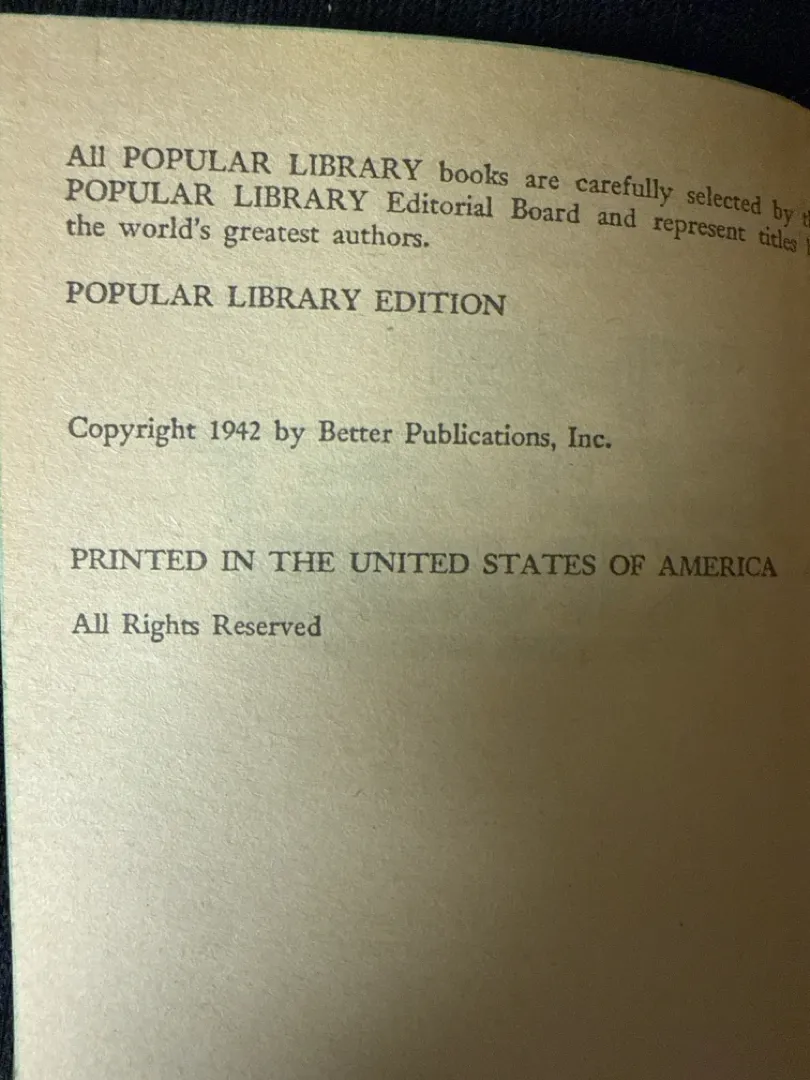 All POPULAR LIBRARY books are carefully selected by
POPULAR LIBRARY Editorial Board and represent titles
the world's greatest authors.
POPULAR LIBRARY EDITION
Copyright 1942 by Better Publications, Inc.
PRINTED IN THE UNITED STATES OF AMERICA
All Rights Reserved